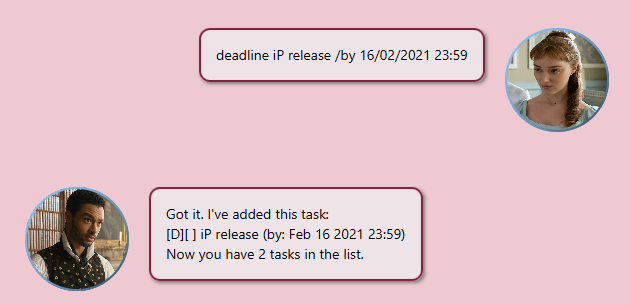 deadline iP release /by 16/02/2021 23:59
Got it. I've added this task:
[D][ ] iP release (by: Feb 16 2021 23:59)
Now you have 2 tasks in the list.